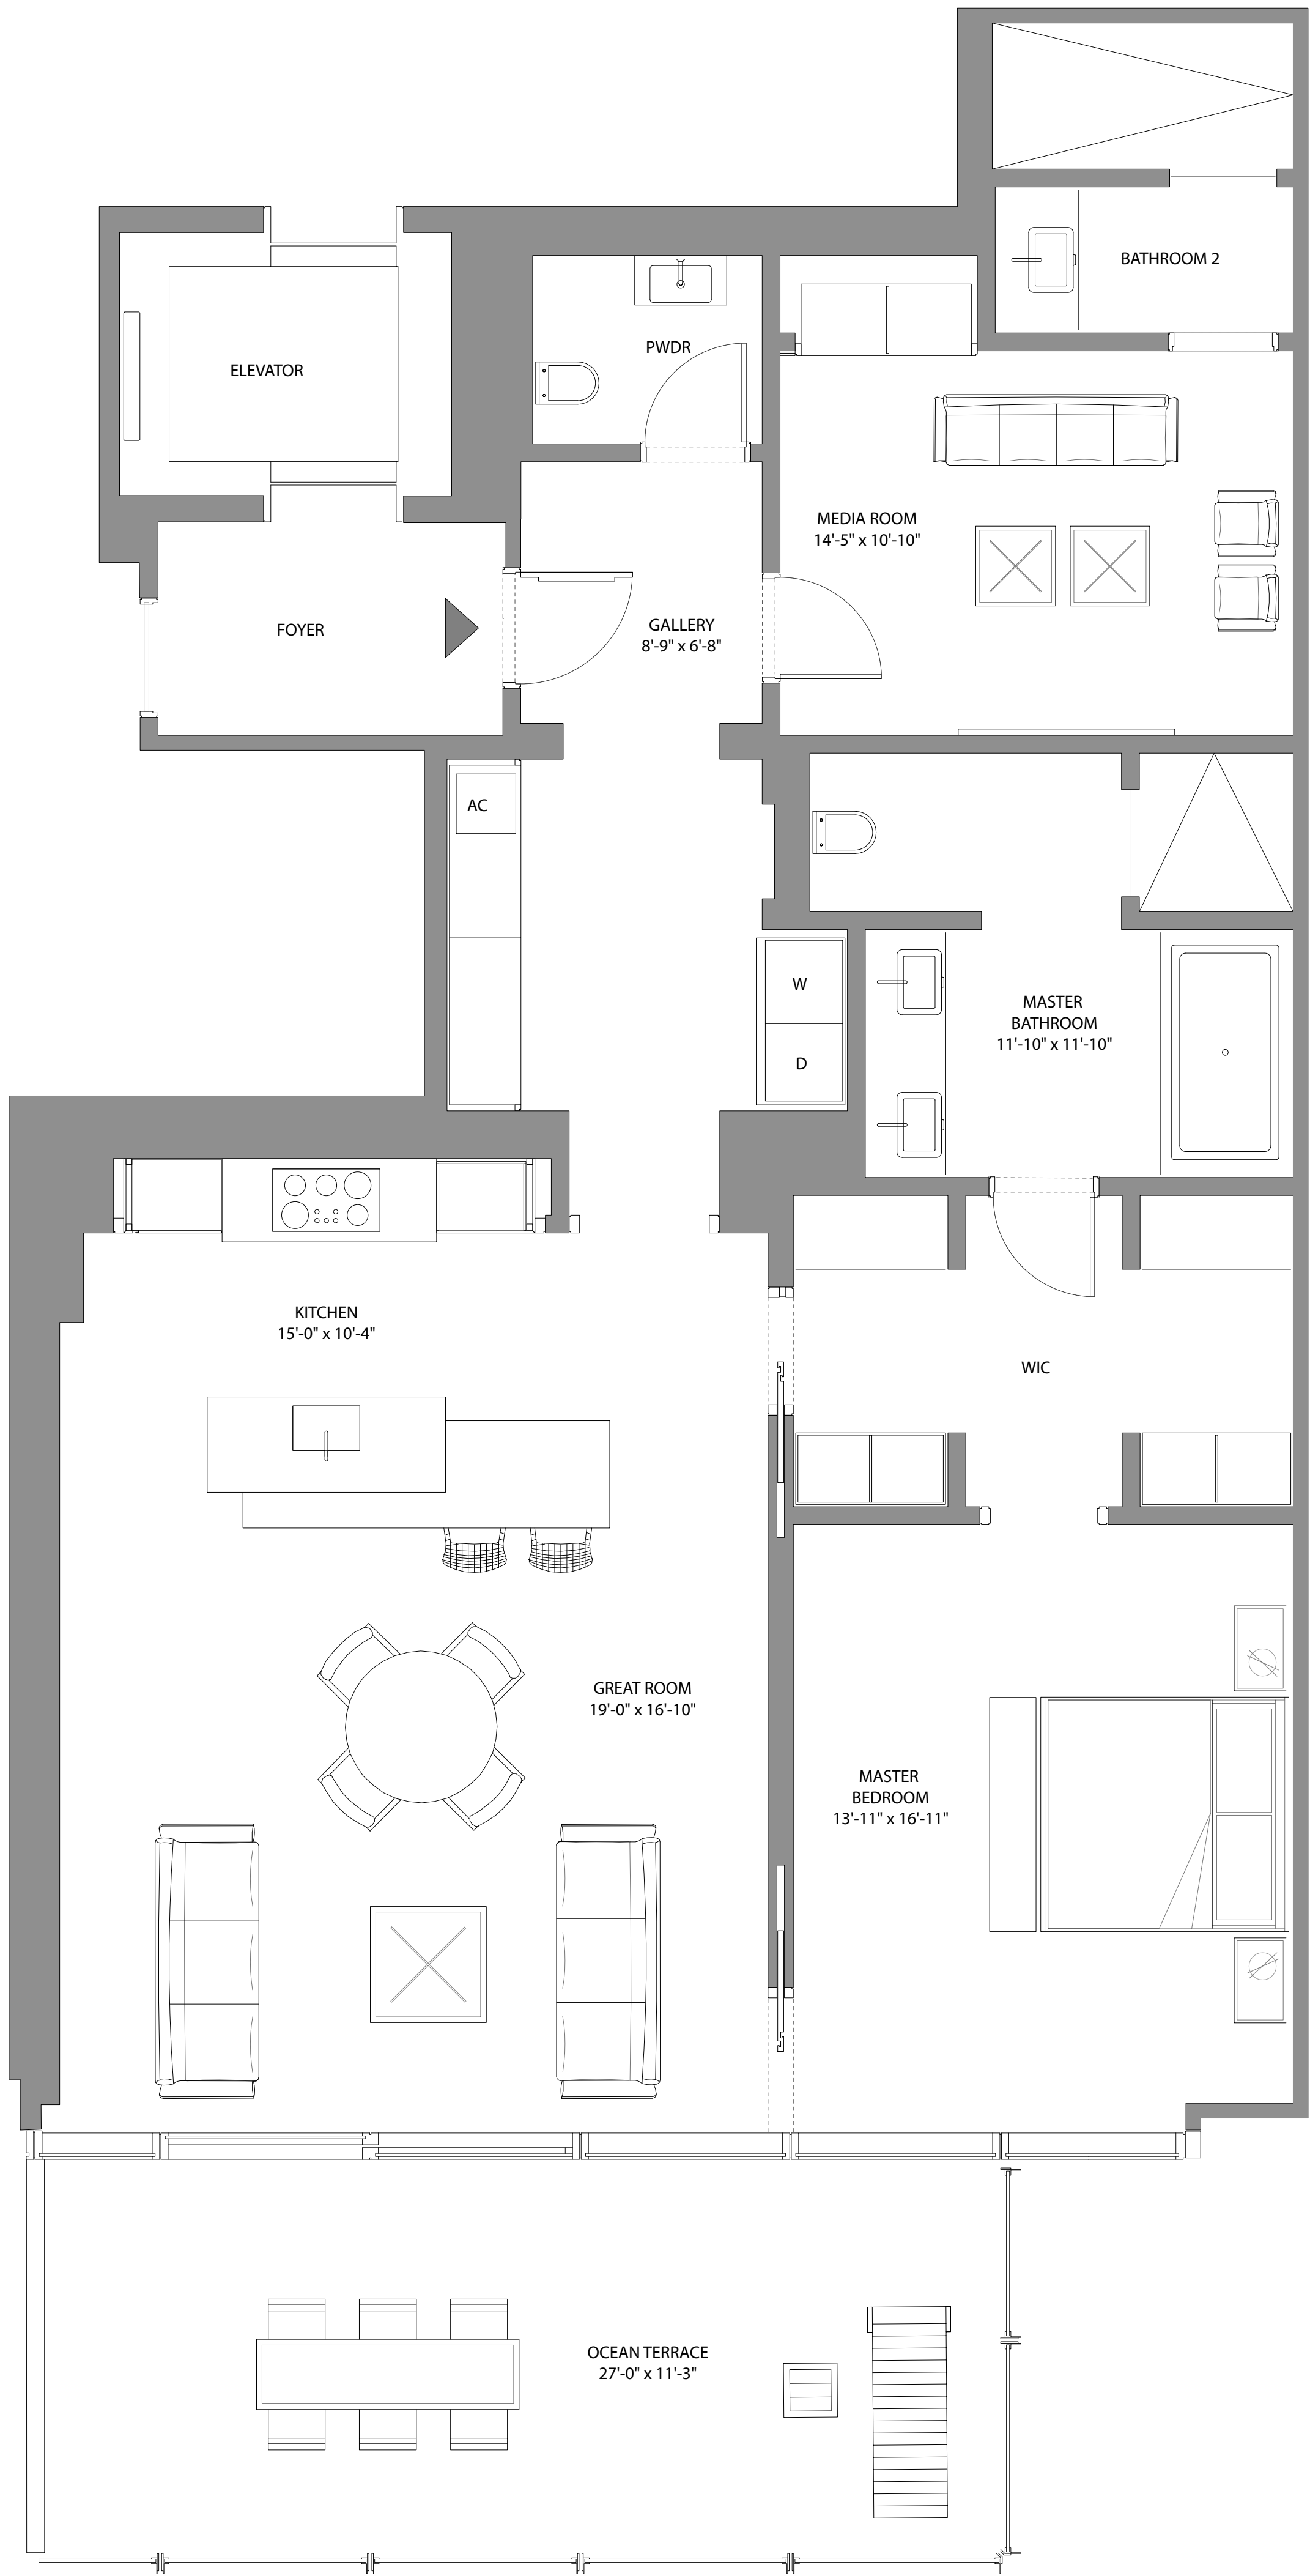 BATHROOM 2
PWDR
ELEVATOR
MEDIA ROOM
14'-5" x 10'-10"
FOYER
GALLERY
8'-9" x 6'-8"
AC
W
D
MASTER
BATHROOM
11'-10" x 11'-10"
KITCHEN
15'-0" x 10'-4"
WIC
GREAT ROOM
19'-0" x 16'-10"
MASTER
BEDROOM
13'-11" x 16'-11"
OCEAN TERRACE
27'-0" x 11'-3"